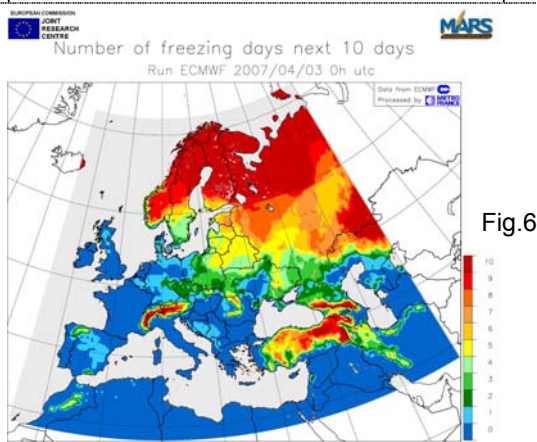 EUROPEAN COMMISSION
JOINT
RESEARCH
CENTRE
MARS
Number of freezing days next 10 days
Run ECMWF 2007/04/03 0h utc
Data from ECMWF
Processed by METEO FRANCE
Fig.6
10
9
8
7
6
5
4
3
2
1
0